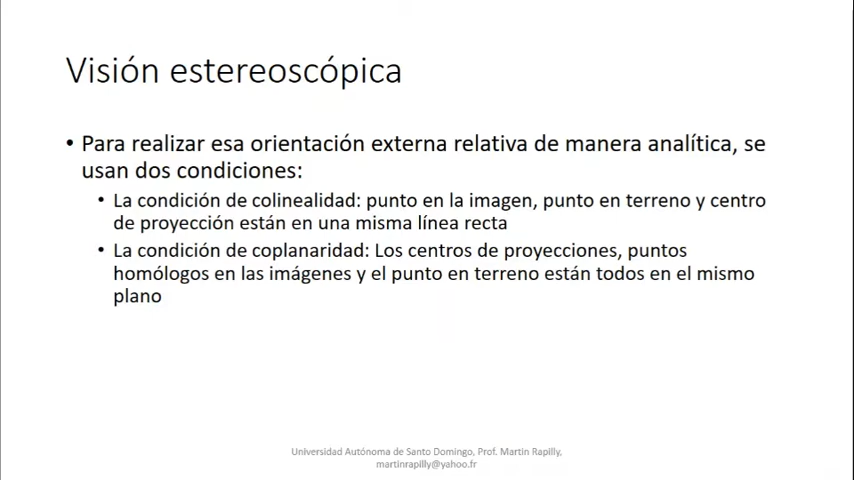 Visión estereoscópica
• Para realizar esa orientación externa relativa de manera analítica, se
usan dos condiciones:
• La condición de colinealidad: punto en la imagen, punto en terreno y centro
de proyección están en una misma línea recta
• La condición de coplanaridad: Los centros de proyecciones, puntos
homólogos en las imágenes y el punto en terreno están todos en el mismo
plano
Universidad Autónoma de Santo Domingo, Prof. Martin Rapilly,
martinrapilly@yahoo.fr